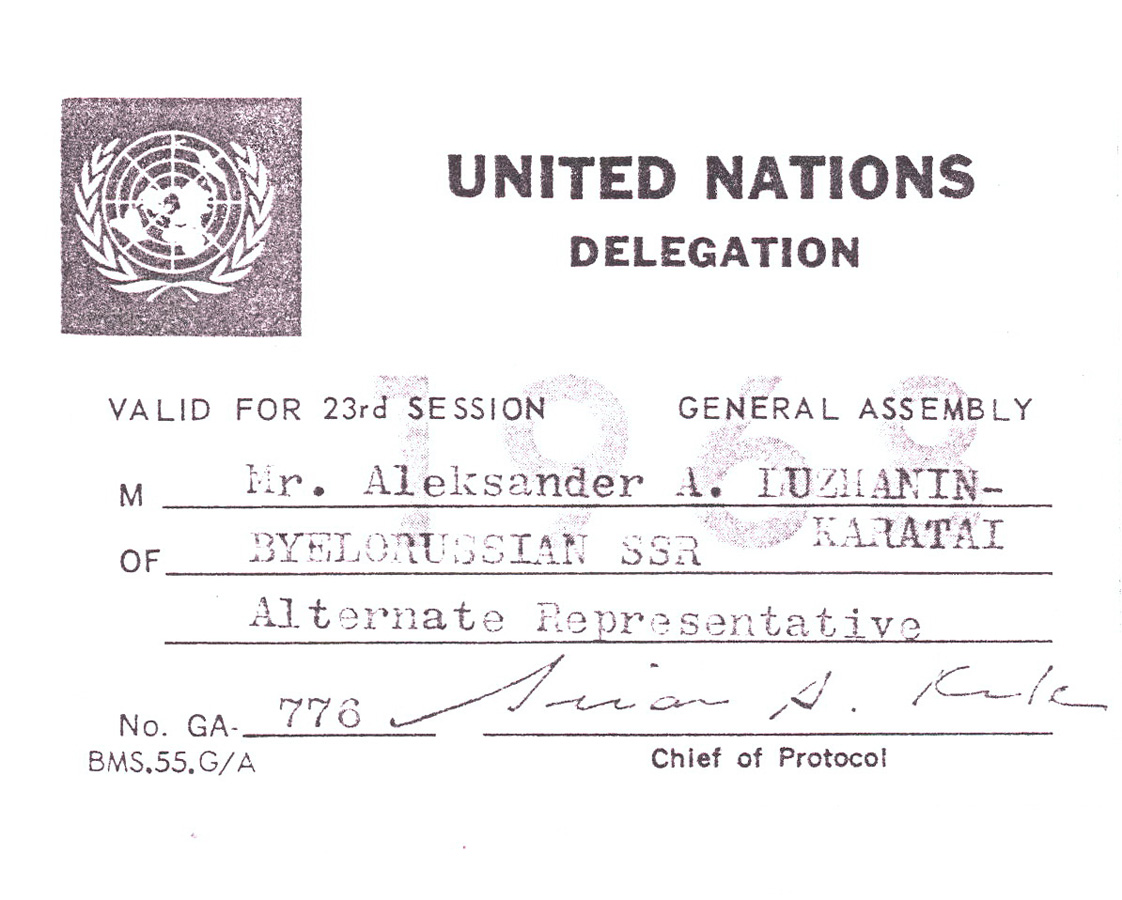 UNITED NATIONS
DELEGATION
1968
VALID FOR 23rd SESSION GENERAL ASSEMBLY
M Mr. Aleksander A. LUZHANIN-
KARATAI
OF BYELORUSSIAN SSR
Alternate Representative
No. GA- 776
BMS.55.G/A
Chief of Protocol